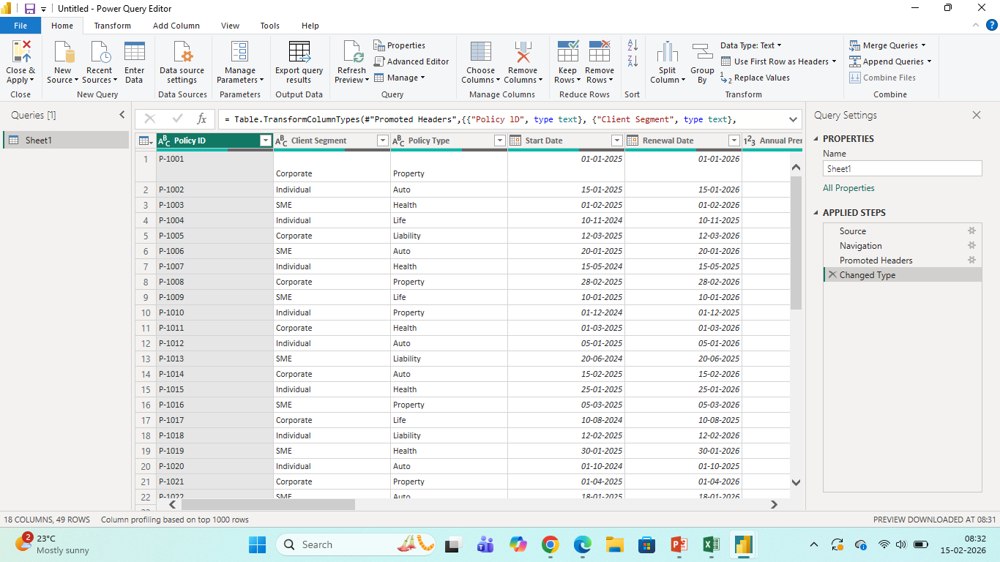 Untitled - Power Query Editor
File Home Transform Add Column View Tools Help
Close & Apply
Close
New Source
Recent Sources
Enter Data
New Query
Data source settings
Data Sources
Manage Parameters
Parameters
Export query results
Output Data
Refresh Preview
Properties
Advanced Editor
Manage
Query
Choose Columns
Remove Columns
Manage Columns
Keep Rows
Remove Rows
Reduce Rows
Sort
Split Column
Group By
Data Type: Text
Use First Row as Headers
Replace Values
Transform
Merge Queries
Append Queries
Combine Files
Combine
Queries [1]
Sheet1
fx = Table.TransformColumnTypes(#"Promoted Headers",{{"Policy ID", type text}, {"Client Segment", type text},
Policy ID Client Segment Policy Type Start Date Renewal Date Annual Prer
1 P-1001 Corporate Property 01-01-2025 01-01-2026
2 P-1002 Individual Auto 15-01-2025 15-01-2026
3 P-1003 SME Health 01-02-2025 01-02-2026
4 P-1004 Individual Life 10-11-2024 10-11-2025
5 P-1005 Corporate Liability 12-03-2025 12-03-2026
6 P-1006 SME Auto 20-01-2025 20-01-2026
7 P-1007 Individual Health 15-05-2024 15-05-2025
8 P-1008 Corporate Property 28-02-2025 28-02-2026
9 P-1009 SME Life 10-01-2025 10-01-2026
10 P-1010 Individual Property 01-12-2024 01-12-2025
11 P-1011 Corporate Health 01-03-2025 01-03-2026
12 P-1012 Individual Auto 05-01-2025 05-01-2026
13 P-1013 SME Liability 20-06-2024 20-06-2025
14 P-1014 Corporate Auto 15-02-2025 15-02-2026
15 P-1015 Individual Health 25-01-2025 25-01-2026
16 P-1016 SME Property 05-03-2025 05-03-2026
17 P-1017 Corporate Life 10-08-2024 10-08-2025
18 P-1018 Individual Liability 12-02-2025 12-02-2026
19 P-1019 SME Health 30-01-2025 30-01-2026
20 P-1020 Individual Auto 01-10-2024 01-10-2025
21 P-1021 Corporate Property 01-04-2025 01-04-2026
22 P-1022 SME Auto 18-01-2025 18-01-2026
Query Settings
PROPERTIES
Name
Sheet1
All Properties
APPLIED STEPS
Source
Navigation
Promoted Headers
Changed Type
18 COLUMNS, 49 ROWS Column profiling based on top 1000 rows
PREVIEW DOWNLOADED AT 08:31
2
23°C
Mostly sunny
Search
08:32
15-02-2026